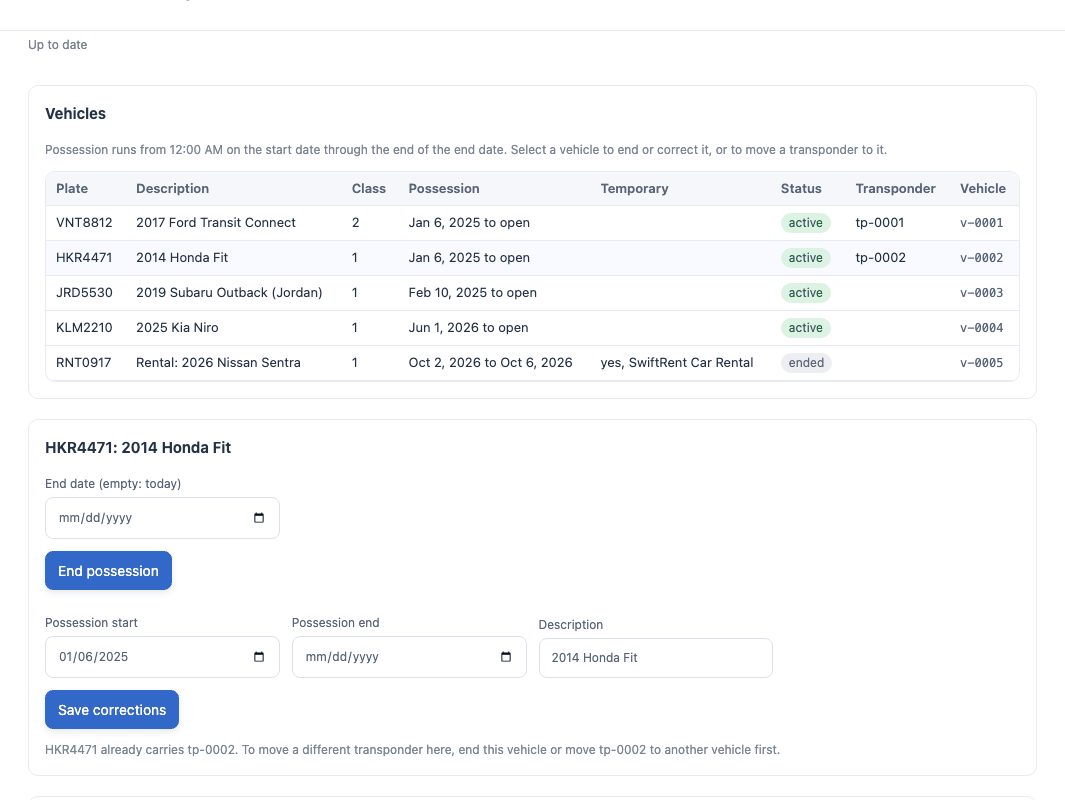 Up to date
Vehicles
Possession runs from 12:00 AM on the start date through the end of the end date. Select a vehicle to end or correct it, or to move a transponder to it.
Plate Description Class Possession Temporary Status Transponder Vehicle
VNT8812 2017 Ford Transit Connect 2 Jan 6, 2025 to open active tp-0001 v-0001
HKR4471 2014 Honda Fit 1 Jan 6, 2025 to open active tp-0002 v-0002
JRD5530 2019 Subaru Outback (Jordan) 1 Feb 10, 2025 to open active v-0003
KLM2210 2025 Kia Niro 1 Jun 1, 2026 to open active v-0004
RNT0917 Rental: 2026 Nissan Sentra 1 Oct 2, 2026 to Oct 6, 2026 yes, SwiftRent Car Rental ended v-0005
HKR4471: 2014 Honda Fit
End date (empty: today)
mm/dd/yyyy
End possession
Possession start Possession end Description
01/06/2025 mm/dd/yyyy 2014 Honda Fit
Save corrections
HKR4471 already carries tp-0002. To move a different transponder here, end this vehicle or move tp-0002 to another vehicle first.